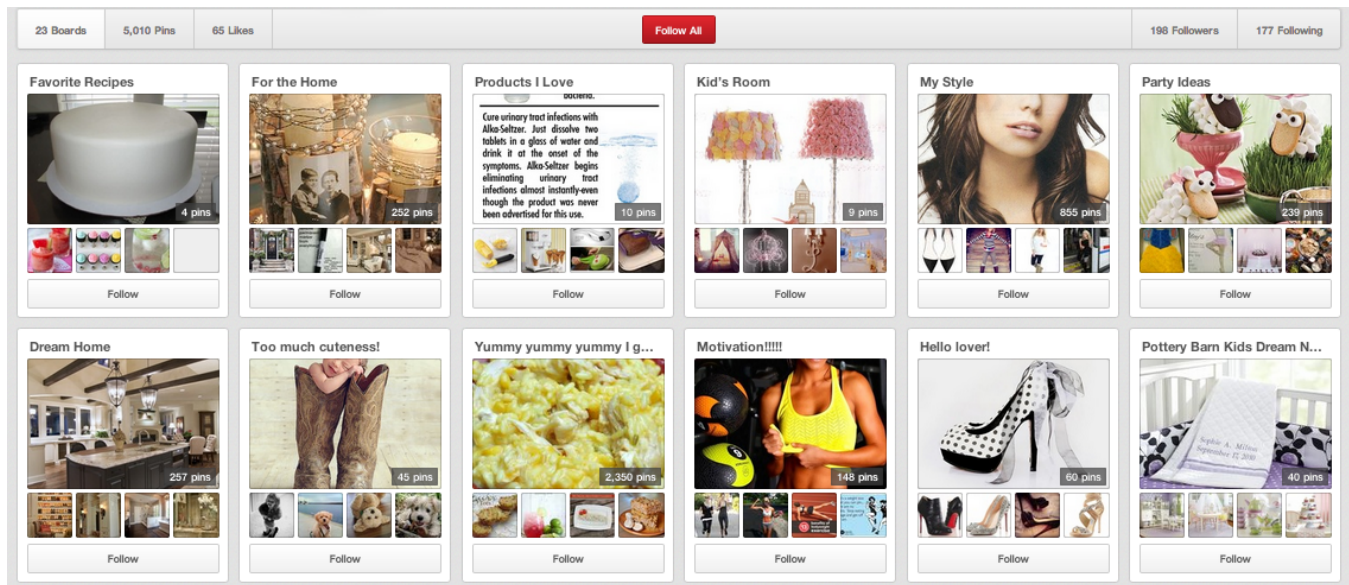 23 Boards
5,010 Pins
65 Likes
Follow All
198 Followers
177 Following
Favorite Recipes
For the Home
Products I Love
Kid's Room
My Style
Party Ideas
bacteria.
Cure urinary tract infections with
Alka-Seltzer. Just dissolve two
tablets in a glass of water and
drink it at the onset of the
symptoms. Alka-Seltzer begins
eliminating urinary tract
infections almost instantly-even
though the product was never
been advertised for this use.
4 pins
252 pins
10 pins
9 pins
855 pins
239 pins
Follow
Follow
Follow
Follow
Follow
Follow
Dream Home
Too much cuteness!
Yummy yummy yummy I g...
Motivation!!!!!
Hello lover!
Pottery Barn Kids Dream N...
Sophie A. Milton
September 17, 2010
257 pins
45 pins
2,350 pins
148 pins
60 pins
40 pins
Follow
Follow
Follow
Follow
Follow
Follow